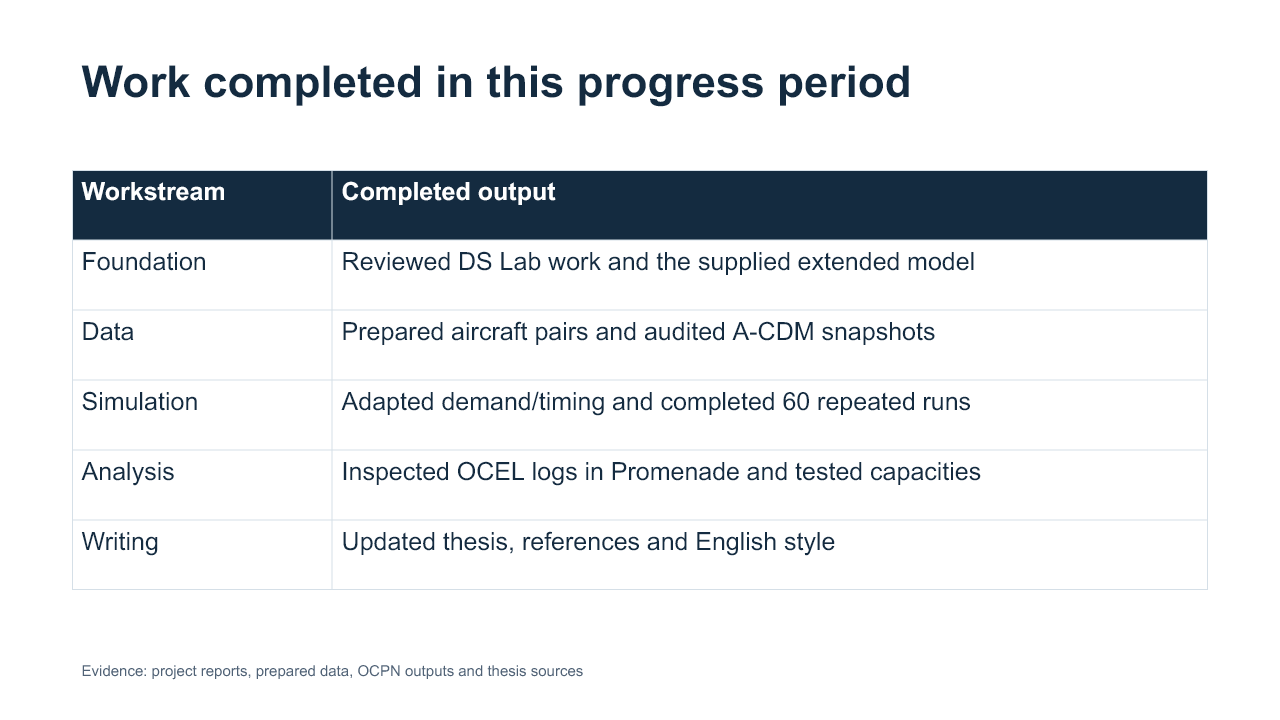 Work completed in this progress period
Workstream Completed output
Foundation Reviewed DS Lab work and the supplied extended model
Data Prepared aircraft pairs and audited A-CDM snapshots
Simulation Adapted demand/timing and completed 60 repeated runs
Analysis Inspected OCEL logs in Promenade and tested capacities
Writing Updated thesis, references and English style
Evidence: project reports, prepared data, OCPN outputs and thesis sources